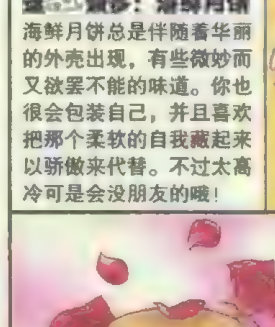 海鲜月饼总是伴随着华丽
的外壳出现，有些微妙而
又欲罢不能的味道。你也
很会包装自己，并且喜欢
把那个柔软的自我藏起来
以骄傲来代替。不过太高
冷可是会没朋友的哦！